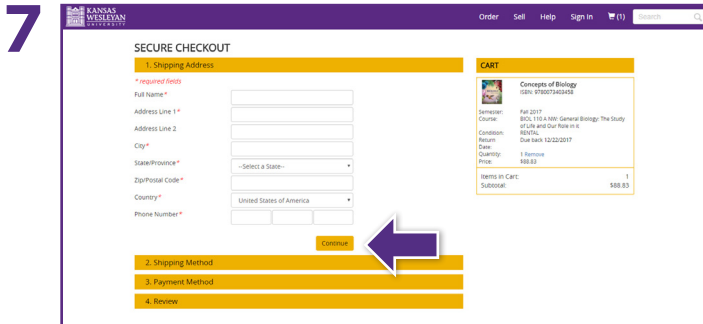 7
KANSAS
WESLEYAN
UNIVERSITY
Order Sell Help Sign In (1) Search
SECURE CHECKOUT
1. Shipping Address
* required fields
Full Name*
Address Line 1*
Address Line 2
City*
State/Province*
--Select a State--
Zip/Postal Code*
Country*
United States of America
Phone Number*
Continue
2. Shipping Method
3. Payment Method
4. Review
CART
Concepts of Biology
ISBN: 9780073403458
Semester: Fall 2017
Course: BIOL 110 A NW: General Biology: The Study
of Life and Our Role in it
Condition: RENTAL
Return Due back 12/22/2017
Date:
Quantity: 1 Remove
Price: $88.83
Items in Cart: 1
Subtotal: $88.83